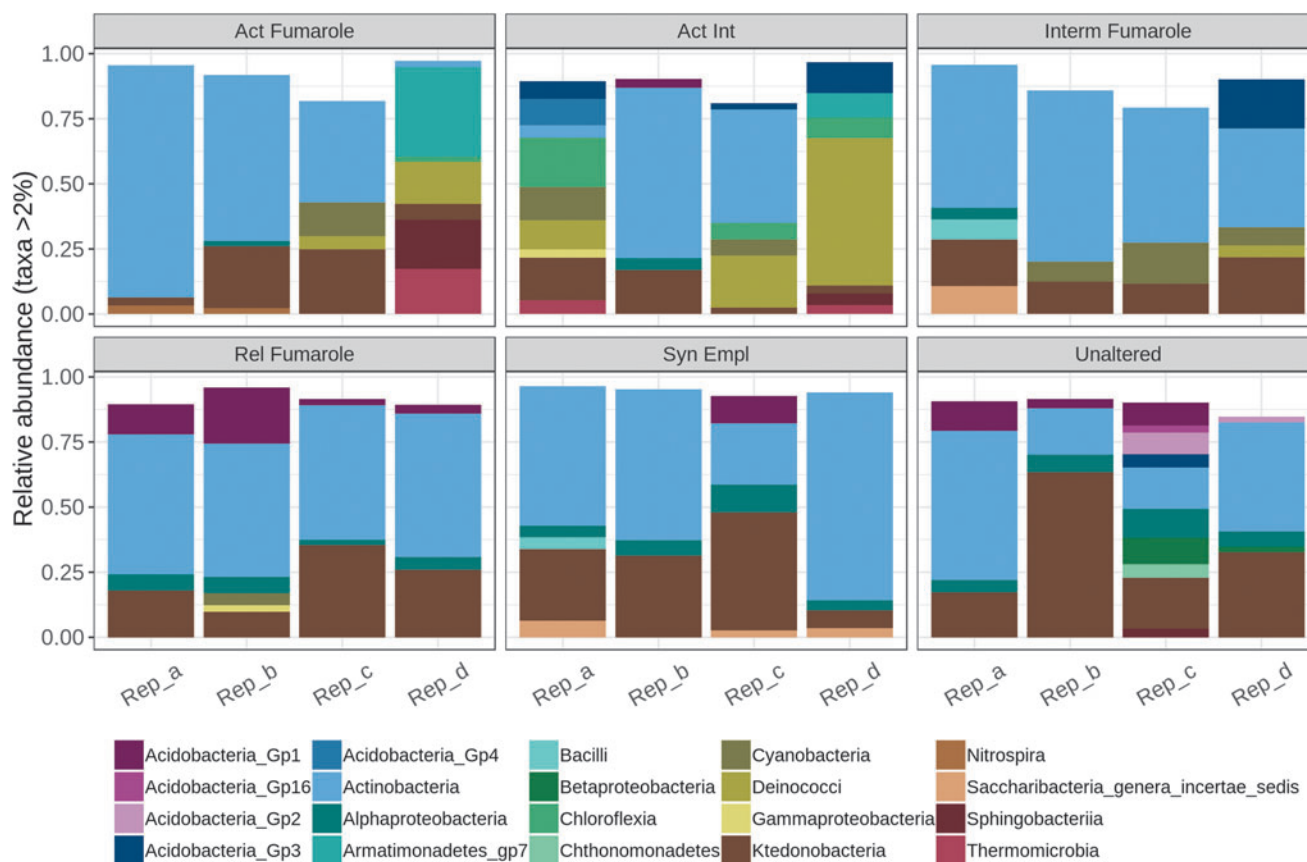 Act Fumarole Act Int Interm Fumarole
1.00
0.75
0.50
0.25
0.00
Rel Fumarole Syn Empl Unaltered
1.00
0.75
0.50
0.25
0.00
Relative abundance (taxa >2%)
Rep_a Rep_b Rep_c Rep_d Rep_a Rep_b Rep_c Rep_d Rep_a Rep_b Rep_c Rep_d
Acidobacteria_Gp1 Acidobacteria_Gp4 Bacilli Cyanobacteria Nitrospira
Acidobacteria_Gp16 Actinobacteria Betaproteobacteria Deinococci Saccharibacteria_genera_incertae_sedis
Acidobacteria_Gp2 Alphaproteobacteria Chloroflexia Gammaproteobacteria Sphingobacteriia
Acidobacteria_Gp3 Armatimonadetes_gp7 Chthonomonadetes Ktedonobacteria Thermomicrobia